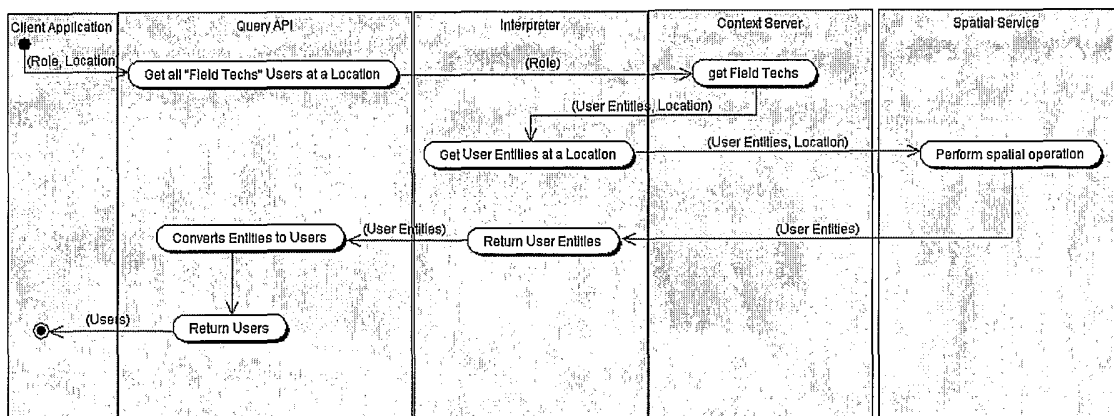 Client Application
Query API
Interpreter
Context Server
Spatial Service
(Role, Location)
Get all "Field Techs" Users at a Location
(Role)
get Field Techs
(User Entities, Location)
Get User Entities at a Location
(User Entities, Location)
Perform spatial operation
Converts Entities to Users
(User Entities)
Return User Entities
(User Entities)
(Users)
Return Users